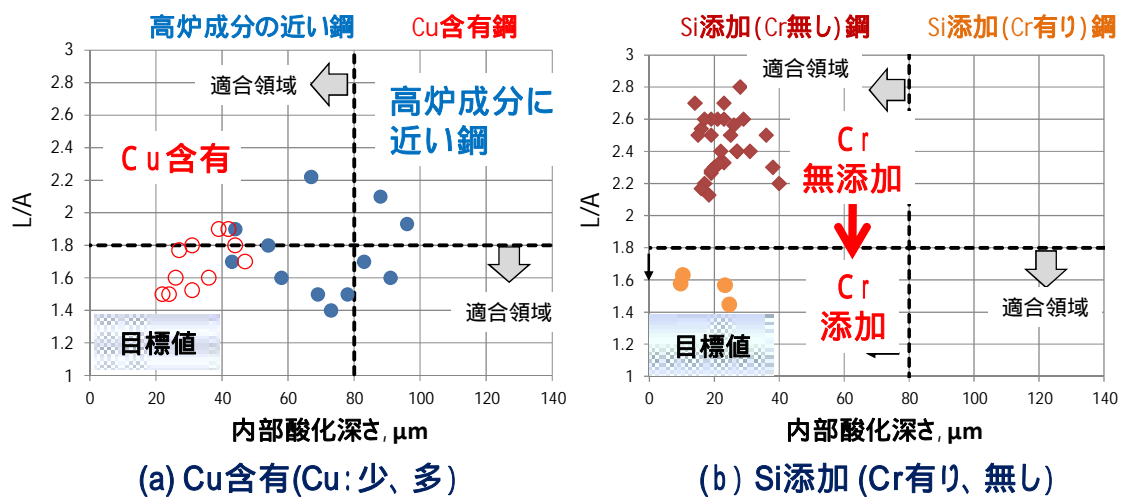 高炉成分の近い鋼
Cu含有鋼
3
2.8
2.6
2.4
2.2
2
1.8
1.6
1.4
1.2
1
L/A
適合領域
高炉成分に
近い鋼
Cu含有
適合領域
目標値
0
20
40
60
80
100
120
140
内部酸化深さ, μm
(a) Cu含有(Cu:少、多)
Si添加(Cr無し)鋼
Si添加(Cr有り)鋼
3
2.8
2.6
2.4
2.2
2
1.8
1.6
1.4
1.2
1
L/A
適合領域
Cr
無添加
Cr
添加
適合領域
目標値
0
20
40
60
80
100
120
140
内部酸化深さ, μm
(b) Si添加(Cr有り、無し)